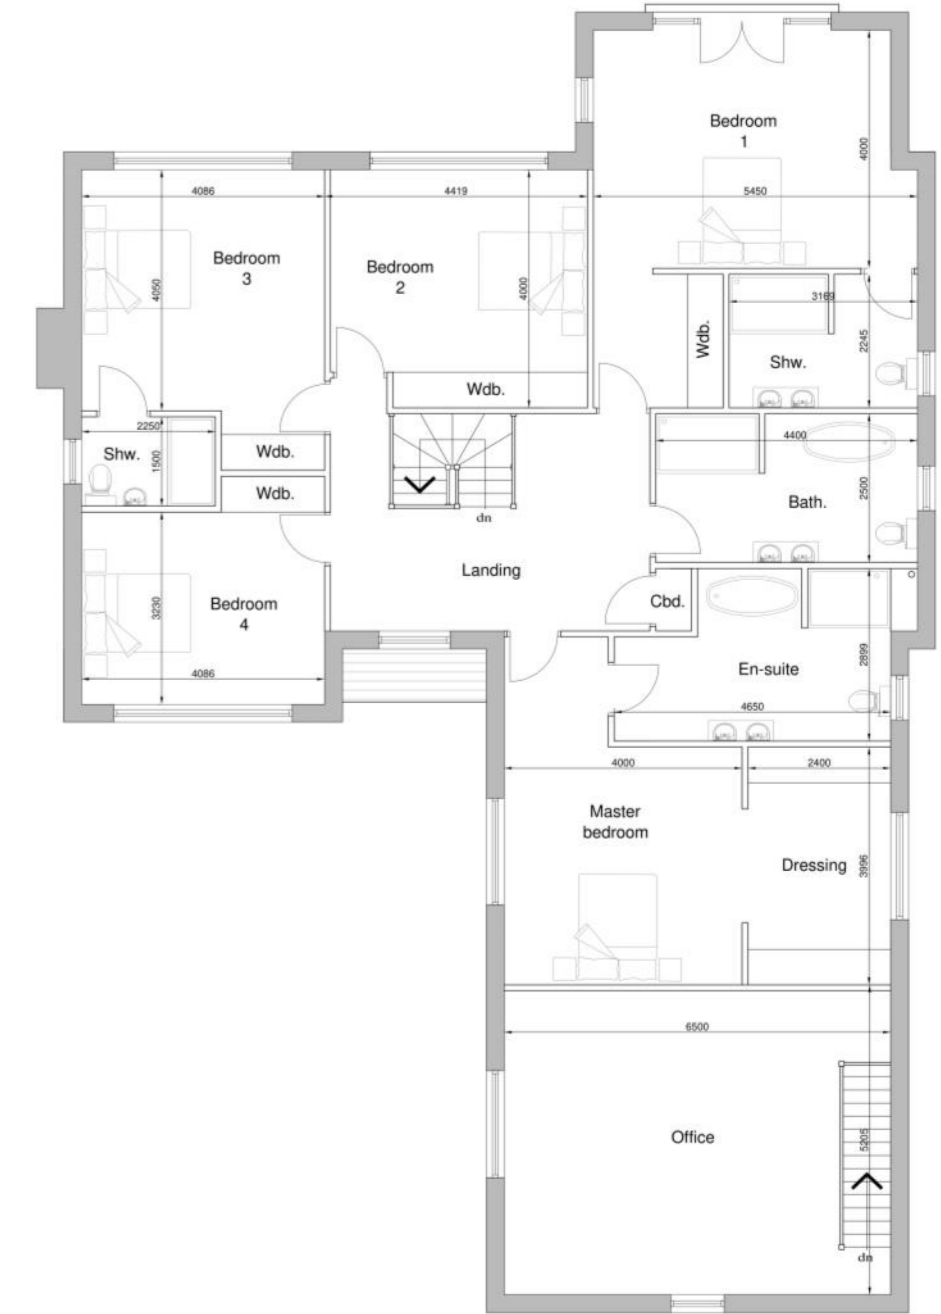 Bedroom
1
4000
5450
4086
4419
Bedroom
3
Bedroom
2
4050
4000
3169
2245
Wdb.
Shw.
Wdb.
2250
Shw.
1500
Wdb.
Wdb.
4400
Bath.
2500
dn
Landing
Bedroom
4
3230
4086
Cbd.
En-suite
2899
4650
4000
2400
Master
bedroom
Dressing
3996
6500
Office
5205
dn